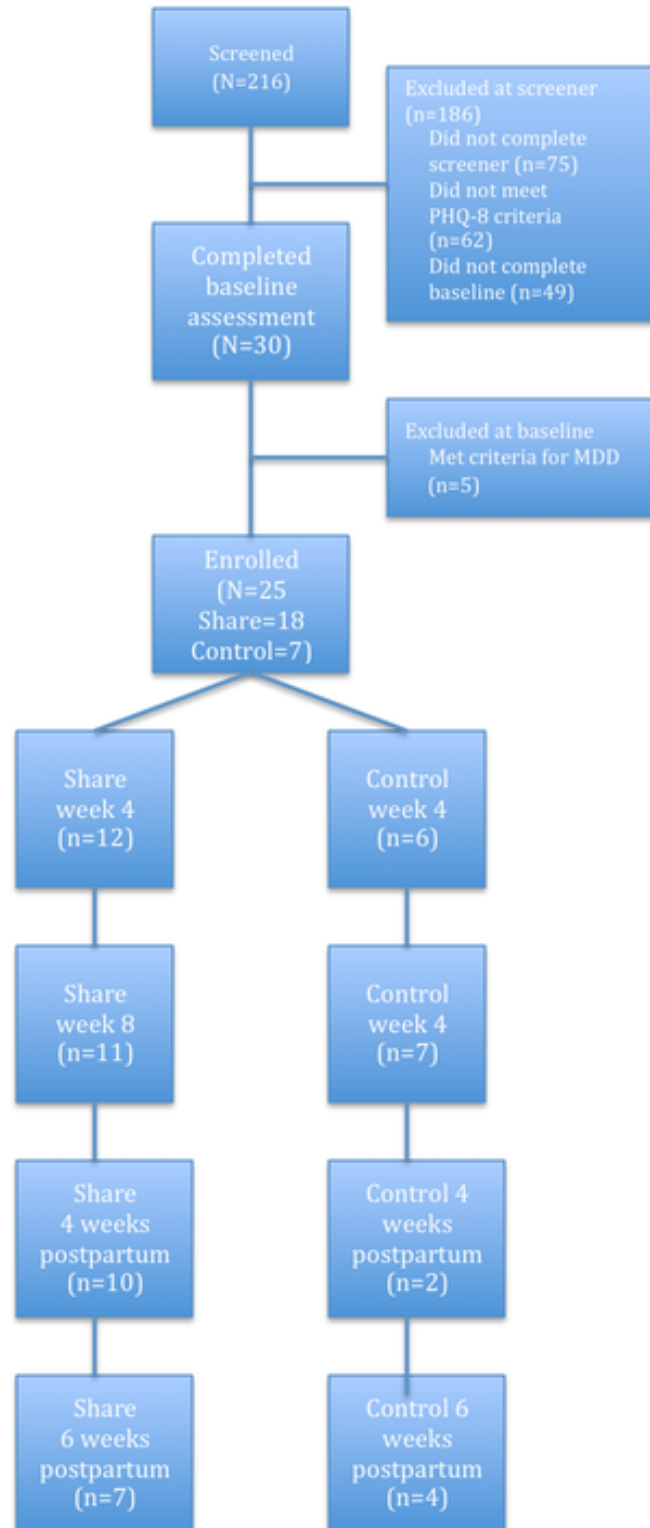 Screened
(N=216)
Excluded at screener
(n=186)
Did not complete
screener (n=75)
Did not meet
PHQ-8 criteria
(n=62)
Did not complete
baseline (n=49)
Completed
baseline
assessment
(N=30)
Excluded at baseline
Met criteria for MDD
(n=5)
Enrolled
(N=25
Share=18
Control=7)
Share
week 4
(n=12)
Control
week 4
(n=6)
Share
week 8
(n=11)
Control
week 4
(n=7)
Share
4 weeks
postpartum
(n=10)
Control 4
weeks
postpartum
(n=2)
Share
6 weeks
postpartum
(n=7)
Control 6
weeks
postpartum
(n=4)